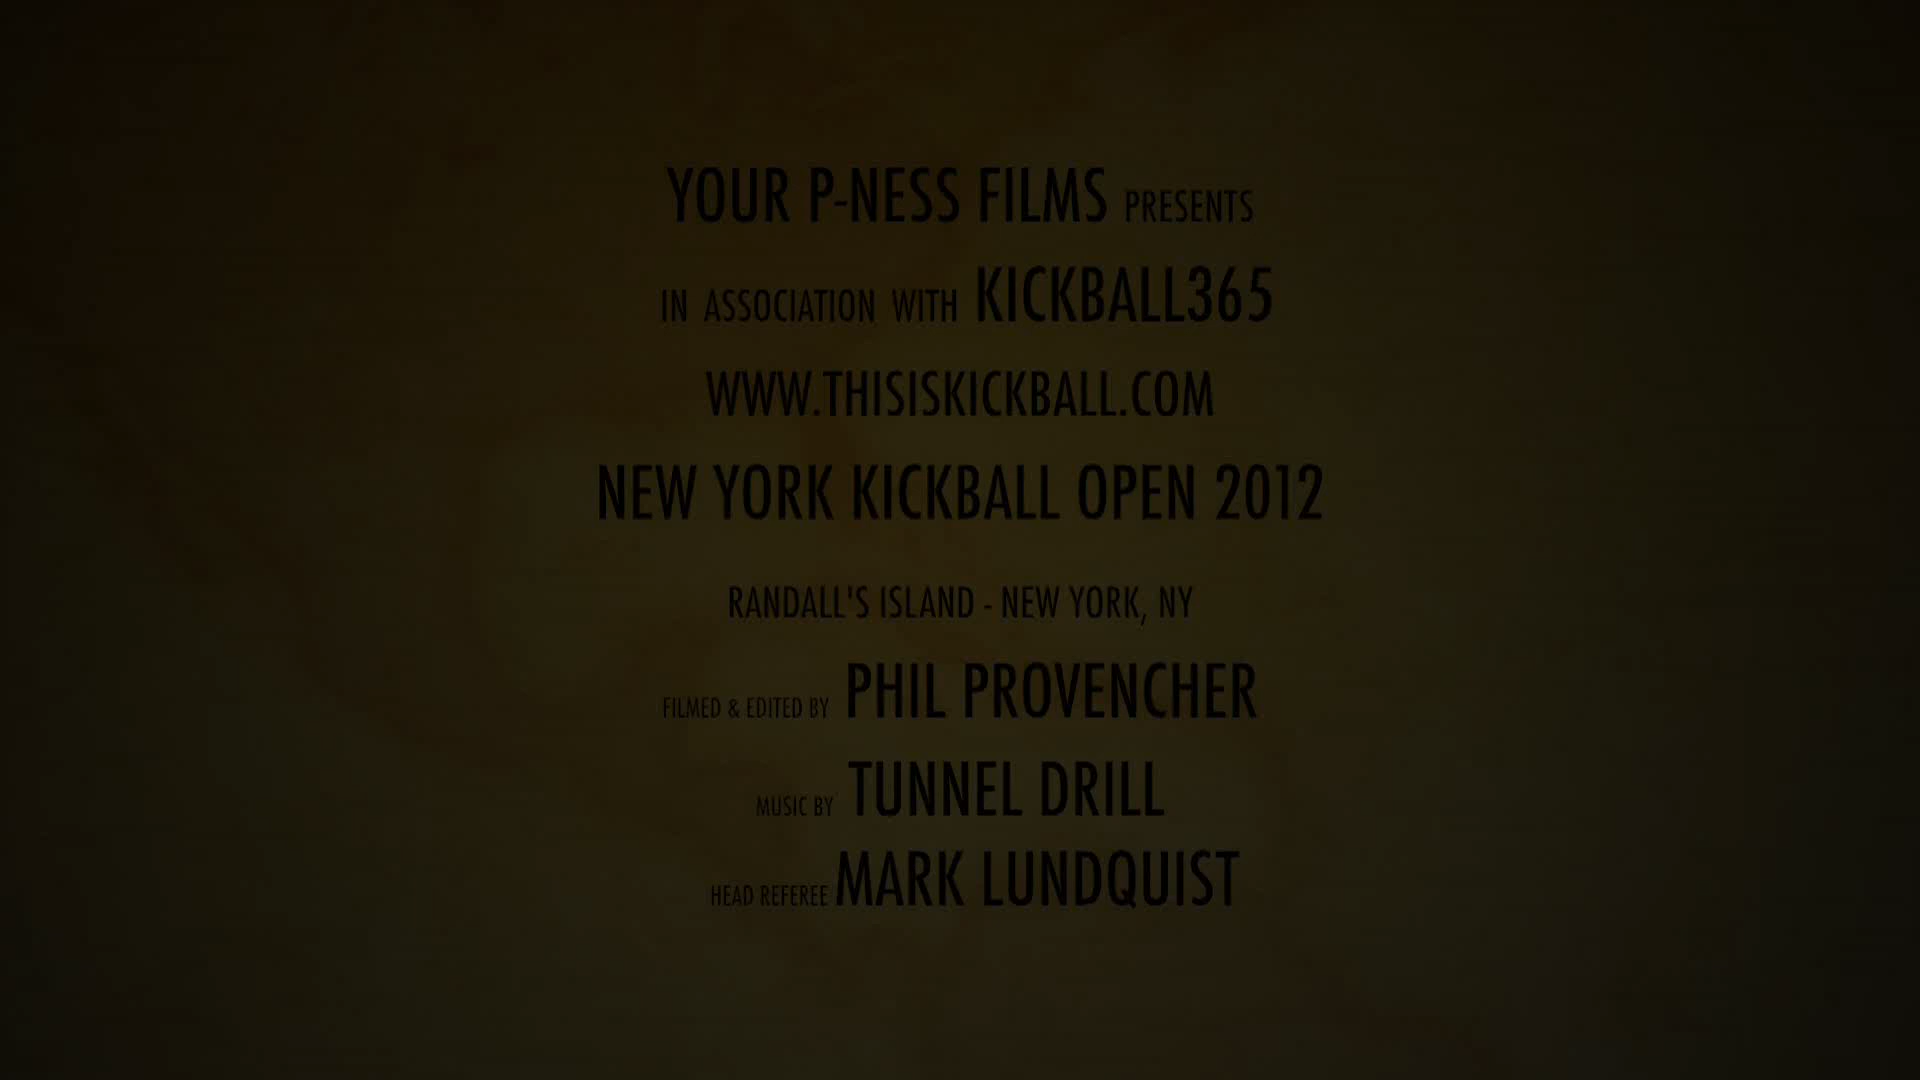 YOUR P-NESS FILMS PRESENTS
IN ASSOCIATION WITH KICKBALL365
WWW.THISISKICKBALL.COM
NEW YORK KICKBALL OPEN 2012
RANDALL'S ISLAND - NEW YORK, NY
FILMED & EDITED BY PHIL PROVENCHER
MUSIC BY TUNNEL DRILL
HEAD REFEREE MARK LUNDQUIST